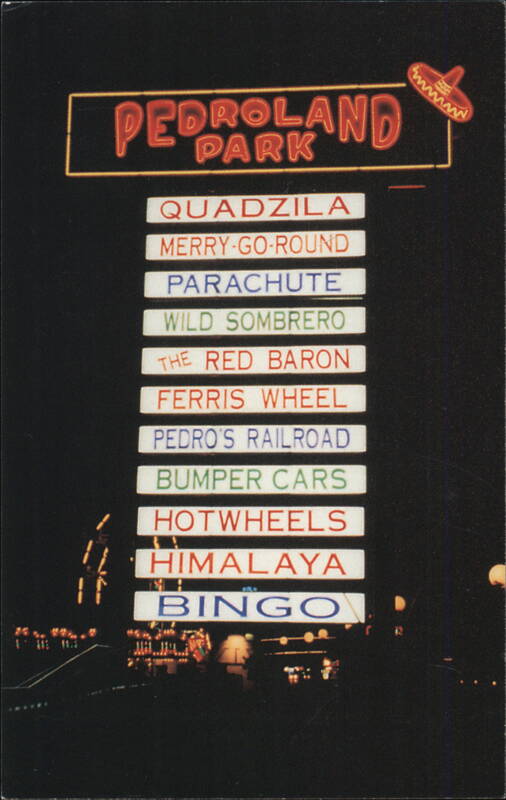 PEDROLAND
PARK
QUADZILA
MERRY-GO-ROUND
PARACHUTE
WILD SOMBRERO
THE RED BARON
FERRIS WHEEL
PEDRO'S RAILROAD
BUMPER CARS
HOTWHEELS
HIMALAYA
BINGO